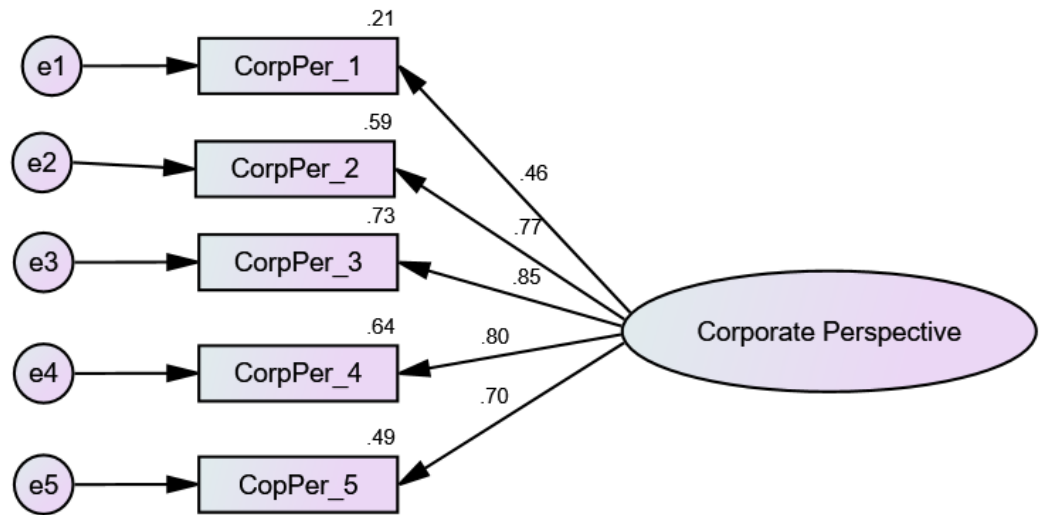 .21
e1
CorpPer_1
.46
.59
e2
CorpPer_2
.77
.73
e3
CorpPer_3
.85
Corporate Perspective
.64
e4
CorpPer_4
.80
.70
.49
e5
CopPer_5